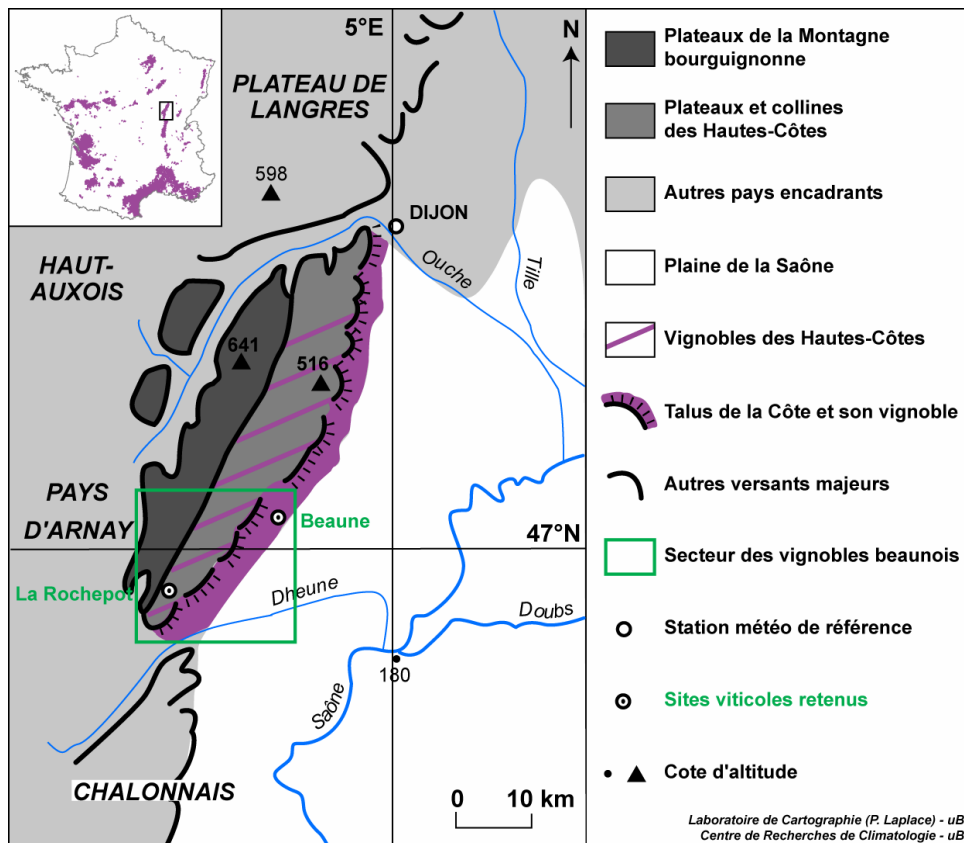 5°E
N
PLATEAU DE
LANGRES
598
DIJON
HAUT-
AUXOIS
Ouche
Tille
641
516
PAYS
D'ARNAY
Beaune
47°N
La Rochepot
Dheune
Doubs
180
Saône
CHALONNAIS
0 10 km
Plateaux de la Montagne
bourguignonne
Plateaux et collines
des Hautes-Côtes
Autres pays encadrants
Plaine de la Saône
Vignobles des Hautes-Côtes
Talus de la Côte et son vignoble
Autres versants majeurs
Secteur des vignobles beaunois
Station météo de référence
Sites viticoles retenus
Cote d'altitude
Laboratoire de Cartographie (P. Laplace) - uB
Centre de Recherches de Climatologie - uB